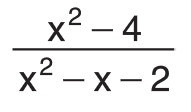 x² − 4
x² − x − 2